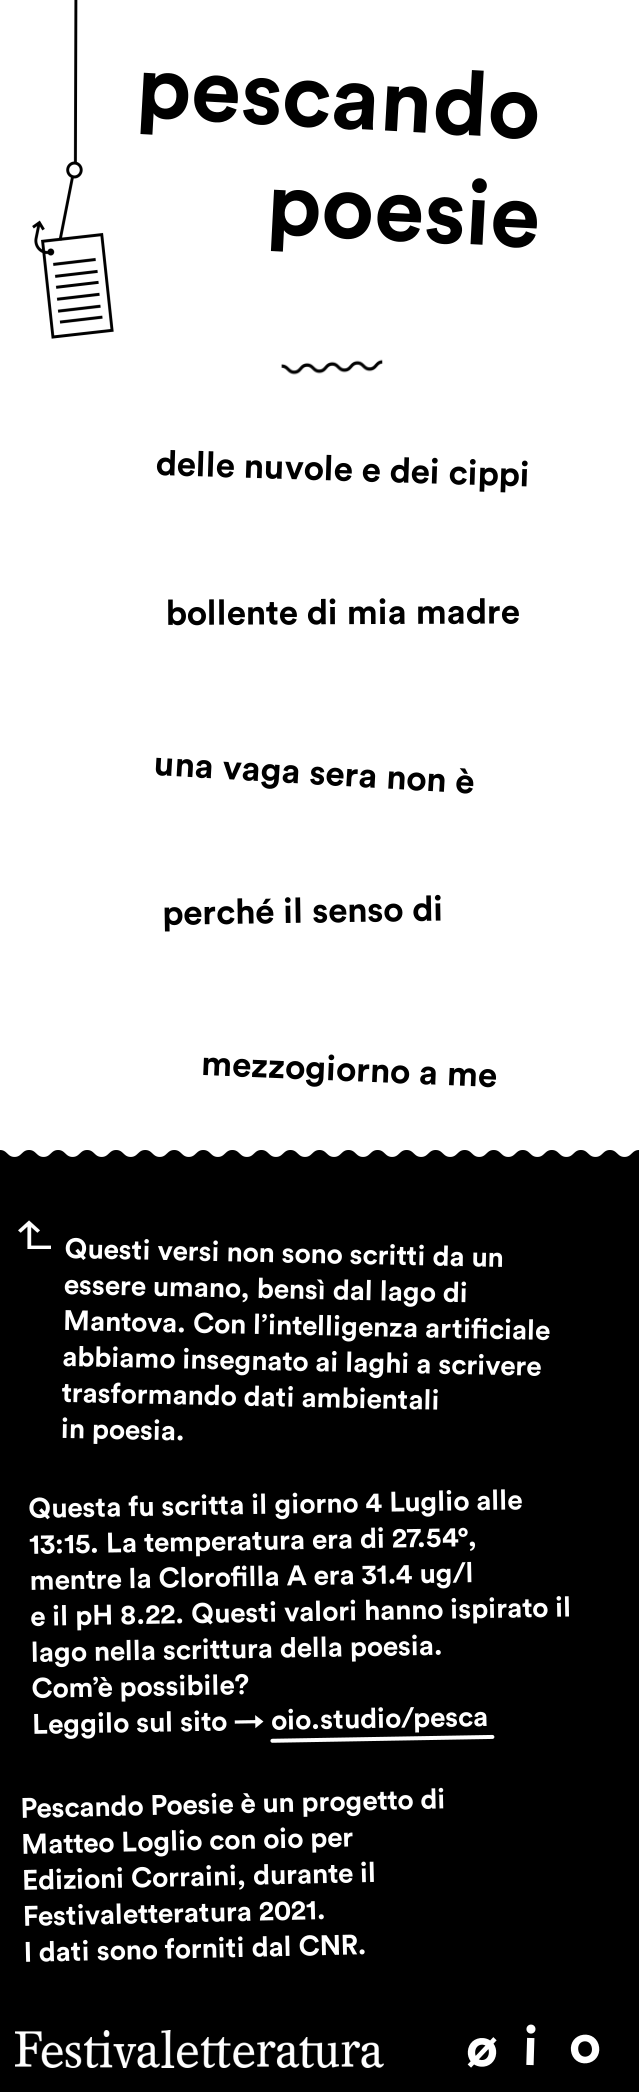 pescando
poesie
delle nuvole e dei cippi
bollente di mia madre
una vaga sera non è
perché il senso di
mezzogiorno a me
Questi versi non sono scritti da un
essere umano, bensì dal lago di
Mantova. Con l’intelligenza artificiale
abbiamo insegnato ai laghi a scrivere
trasformando dati ambientali
in poesia.
Questa fu scritta il giorno 4 Luglio alle
13:15. La temperatura era di 27.54°,
mentre la Clorofilla A era 31.4 ug/l
e il pH 8.22. Questi valori hanno ispirato il
lago nella scrittura della poesia.
Com’è possibile?
Leggilo sul sito → oio.studio/pesca
Pescando Poesie è un progetto di
Matteo Loglio con oio per
Edizioni Corraini, durante il
Festivaletteratura 2021.
I dati sono forniti dal CNR.
Festivaletteratura ø i o